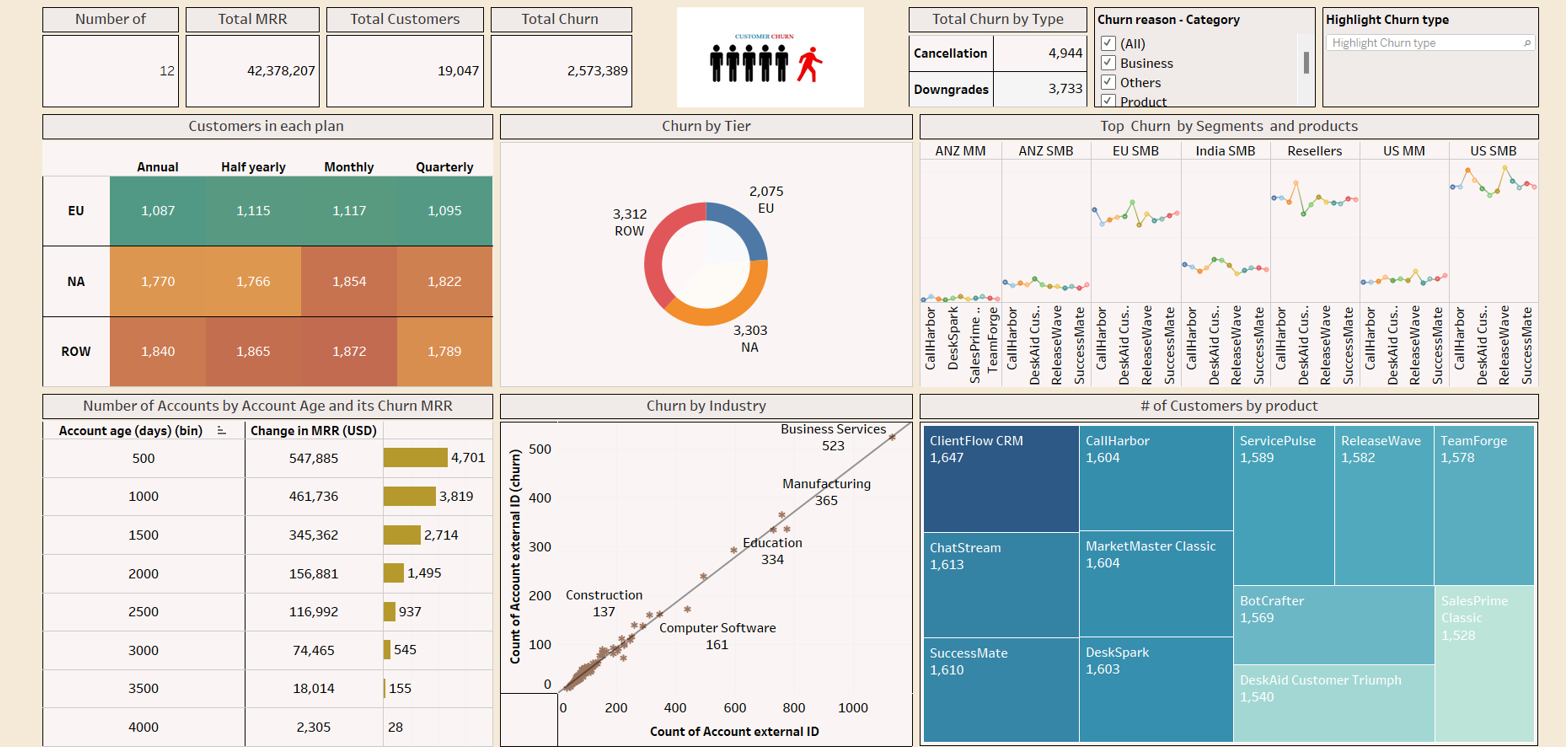 Number of
Total MRR
Total Customers
Total Churn
12
42,378,207
19,047
2,573,389
CUSTOMER CHURN
Total Churn by Type
Cancellation 4,944
Downgrades 3,733
Churn reason - Category
(All)
Business
Others
Product
Highlight Churn type
Highlight Churn type
Customers in each plan
Annual Half yearly Monthly Quarterly
EU 1,087 1,115 1,117 1,095
NA 1,770 1,766 1,854 1,822
ROW 1,840 1,865 1,872 1,789
Churn by Tier
2,075
EU
3,312
ROW
3,303
NA
Top Churn by Segments and products
ANZ MM ANZ SMB EU SMB India SMB Resellers US MM US SMB
CallHarbor
DeskSpark
SalesPrime ..
TeamForge
CallHarbor
DeskAid Cus..
ReleaseWave
SuccessMate
CallHarbor
DeskAid Cus..
ReleaseWave
SuccessMate
CallHarbor
DeskAid Cus..
ReleaseWave
SuccessMate
CallHarbor
DeskAid Cus..
ReleaseWave
SuccessMate
CallHarbor
DeskAid Cus..
ReleaseWave
SuccessMate
CallHarbor
DeskAid Cus..
ReleaseWave
SuccessMate
Number of Accounts by Account Age and its Churn MRR
Account age (days) (bin) Change in MRR (USD)
500 547,885 4,701
1000 461,736 3,819
1500 345,362 2,714
2000 156,881 1,495
2500 116,992 937
3000 74,465 545
3500 18,014 155
4000 2,305 28
Churn by Industry
Count of Account external ID (churn)
500
400
300
200
100
0
Business Services
523
Manufacturing
365
Education
334
Construction
137
Computer Software
161
0 200 400 600 800 1000
Count of Account external ID
# of Customers by product
ClientFlow CRM
1,647
ChatStream
1,613
SuccessMate
1,610
CallHarbor
1,604
MarketMaster Classic
1,604
DeskSpark
1,603
ServicePulse
1,589
ReleaseWave
1,582
TeamForge
1,578
BotCrafter
1,569
DeskAid Customer Triumph
1,540
SalesPrime
Classic
1,528